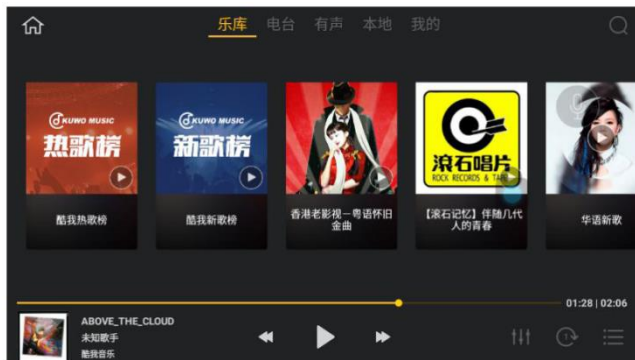 乐库 电台 有声 本地 我的
KUWO MUSIC
热歌榜
酷我热歌榜
KUWO MUSIC
新歌榜
酷我新歌榜
香港老影视—粤语怀旧
金曲
滚石唱片
ROCK RECORDS & TAPE
【滚石记忆】伴随几代
人的青春
华语新歌
01:28 | 02:06
ABOVE_THE_CLOUD
未知歌手
酷我音乐
1